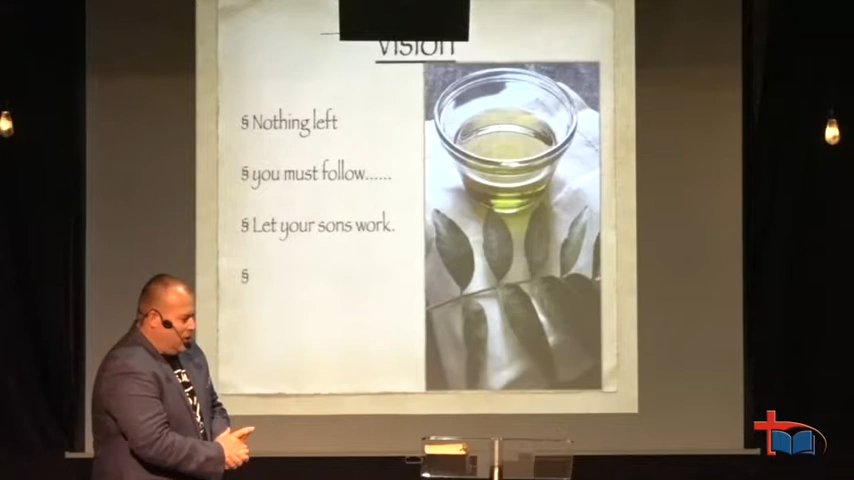 vision
§ Nothing left
§ you must follow......
§ Let your sons work.
§